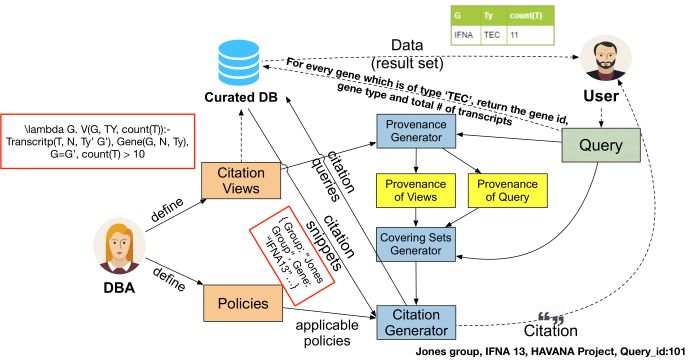 G Ty count(T)
IFNA TEC 11
Data
(result set)
For every gene which is of type 'TEC', return the gene id,
gene type and total # of transcripts
Curated DB
User
\lambda G. V(G, TY, count(T)):-
Transcritp(T, N, Ty' G'), Gene(G, N, Ty),
G=G', count(T) > 10
Provenance
Generator
Query
Citation
Views
citation
queries
Provenance
of Views
Provenance
of Query
define
citation
snippets
{ Group: "Jones
Group", Gene:
"IFNA13"...}
Covering Sets
Generator
DBA
define
Policies
applicable
policies
Citation
Generator
Citation
Jones group, IFNA 13, HAVANA Project, Query_id:101